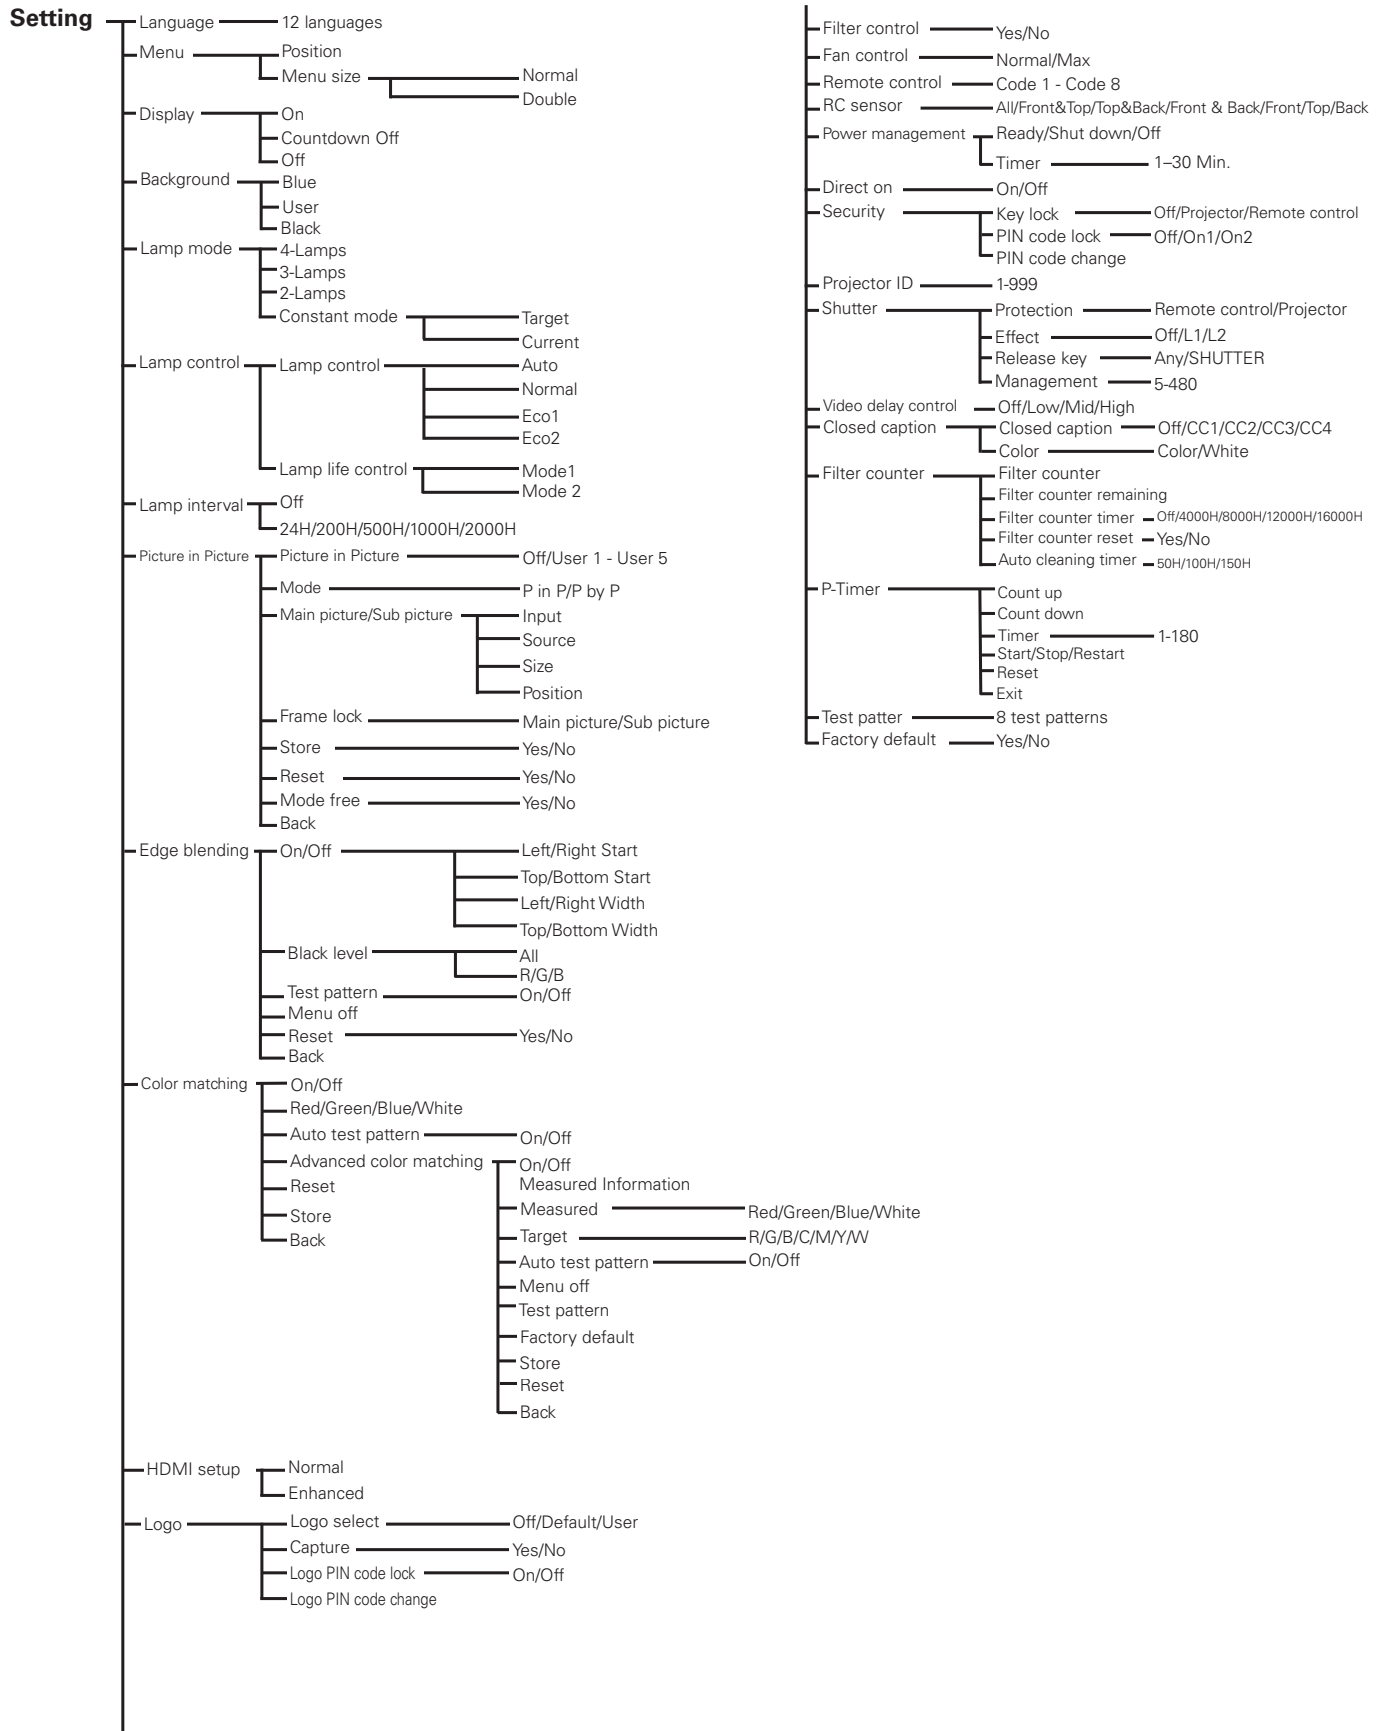 Setting
Language 12 languages
Menu Position
Menu size Normal
Double
Display On
Countdown Off
Off
Background Blue
User
Black
Lamp mode 4-Lamps
3-Lamps
2-Lamps
Constant mode Target
Current
Lamp control Lamp control Auto
Normal
Eco1
Eco2
Lamp life control Mode1
Mode 2
Lamp interval Off
24H/200H/500H/1000H/2000H
Picture in Picture Picture in Picture Off/User 1 - User 5
Mode P in P/P by P
Main picture/Sub picture Input
Source
Size
Position
Frame lock Main picture/Sub picture
Store Yes/No
Reset Yes/No
Mode free Yes/No
Back
Edge blending On/Off Left/Right Start
Top/Bottom Start
Left/Right Width
Top/Bottom Width
Black level All
R/G/B
Test pattern On/Off
Menu off
Reset Yes/No
Back
Color matching On/Off
Red/Green/Blue/White
Auto test pattern On/Off
Advanced color matching On/Off
Measured Information
Reset
Measured Red/Green/Blue/White
Store
Target R/G/B/C/M/Y/W
Back
Auto test pattern On/Off
Menu off
Test pattern
Factory default
Store
Reset
Back
HDMI setup Normal
Enhanced
Logo Logo select Off/Default/User
Capture Yes/No
Logo PIN code lock On/Off
Logo PIN code change
Filter control Yes/No
Fan control Normal/Max
Remote control Code 1 - Code 8
RC sensor All/Front&Top/Top&Back/Front & Back/Front/Top/Back
Power management Ready/Shut down/Off
Timer 1–30 Min.
Direct on On/Off
Security Key lock Off/Projector/Remote control
PIN code lock Off/On1/On2
PIN code change
Projector ID 1-999
Shutter Protection Remote control/Projector
Effect Off/L1/L2
Release key Any/SHUTTER
Management 5-480
Video delay control Off/Low/Mid/High
Closed caption Closed caption Off/CC1/CC2/CC3/CC4
Color Color/White
Filter counter Filter counter
Filter counter remaining
Filter counter timer Off/4000H/8000H/12000H/16000H
Filter counter reset Yes/No
Auto cleaning timer 50H/100H/150H
P-Timer Count up
Count down
Timer 1-180
Start/Stop/Restart
Reset
Exit
Test patter 8 test patterns
Factory default Yes/No